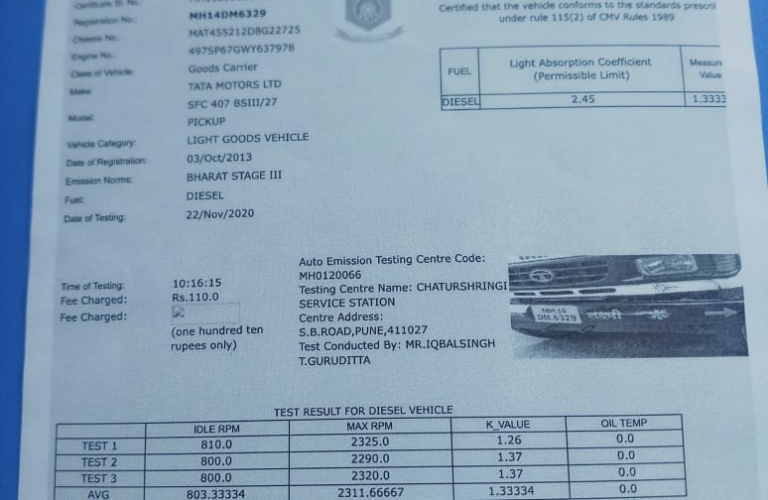 Certificate Sl. No.:
Registration No.: MH14DM6329
Chassis No.: MAT455212D8G22725
Engine No.: 497SP67GWY637978
Class of Vehicle: Goods Carrier
Make: TATA MOTORS LTD
SFC 407 BSIII/27
Model: PICKUP
Vehicle Category: LIGHT GOODS VEHICLE
Date of Registration: 03/Oct/2013
Emission Norms: BHARAT STAGE III
Fuel: DIESEL
Date of Testing: 22/Nov/2020
Certified that the vehicle conforms to the standards prescri
under rule 115(2) of CMV Rules 1989
FUEL Light Absorption Coefficient (Permissible Limit) Measure Value
DIESEL 2.45 1.3333
Time of Testing: 10:16:15
Fee Charged: Rs.110.0
Fee Charged:
(one hundred ten
rupees only)
Auto Emission Testing Centre Code:
MH0120066
Testing Centre Name: CHATURSHRINGI
SERVICE STATION
Centre Address:
S.B.ROAD,PUNE,411027
Test Conducted By: MR.IQBALSINGH
T.GURUDITTA
MH.14
DM.6329
TEST RESULT FOR DIESEL VEHICLE
IDLE RPM MAX RPM K_VALUE OIL TEMP
TEST 1 810.0 2325.0 1.26 0.0
TEST 2 800.0 2290.0 1.37 0.0
TEST 3 800.0 2320.0 1.37 0.0
AVG 803.33334 2311.66667 1.33334 0.0